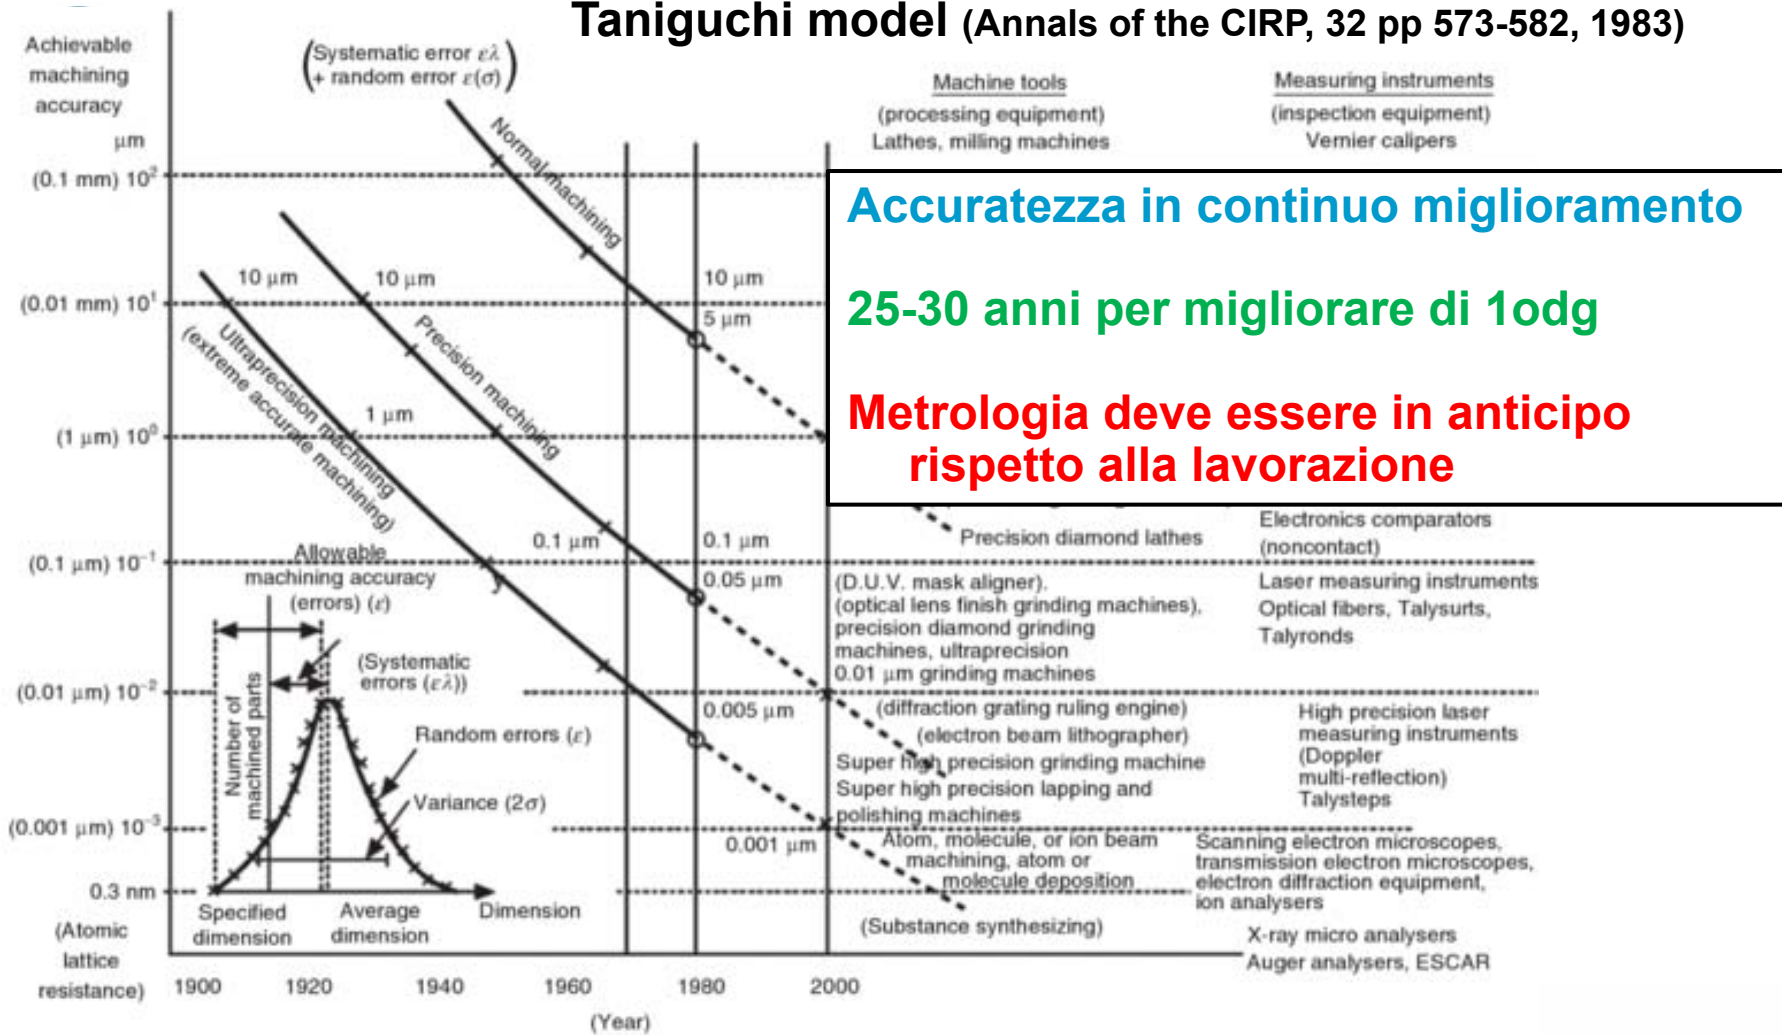 Taniguchi model (Annals of the CIRP, 32 pp 573-582, 1983)
Achievable
machining
accuracy
μm
(0.1 mm) 10²
(0.01 mm) 10¹
(1 μm) 10⁰
(0.1 μm) 10⁻¹
(0.01 μm) 10⁻²
(0.001 μm) 10⁻³
0.3 nm
(Atomic
lattice
resistance)
(Systematic error ελ
+ random error ε(σ))
Normal machining
Precision machining
Ultraprecision machining
(extreme accurate machining)
10 μm
10 μm
10 μm
5 μm
1 μm
0.1 μm
0.1 μm
0.05 μm
0.005 μm
0.001 μm
Machine tools
(processing equipment)
Lathes, milling machines
Measuring instruments
(inspection equipment)
Vernier calipers
Accuratezza in continuo miglioramento
25-30 anni per migliorare di 1odg
Metrologia deve essere in anticipo
rispetto alla lavorazione
Precision diamond lathes
Electronics comparators
(noncontact)
(D.U.V. mask aligner).
(optical lens finish grinding machines),
precision diamond grinding
machines, ultraprecision
0.01 μm grinding machines
Laser measuring instruments
Optical fibers, Talysurts,
Talyronds
(diffraction grating ruling engine)
(electron beam lithographer)
Super high precision grinding machine
Super high precision lapping and
polishing machines
High precision laser
measuring instruments
(Doppler
multi-reflection)
Talysteps
Atom, molecule, or ion beam
machining, atom or
molecule deposition
Scanning electron microscopes,
transmission electron microscopes,
electron diffraction equipment,
ion analysers
(Substance synthesizing)
X-ray micro analysers
Auger analysers, ESCAR
Allowable
machining accuracy
(errors) (ε)
(Systematic
errors (ελ))
Number of
machined parts
Random errors (ε)
Variance (2σ)
Specified
dimension
Average
dimension
Dimension
1900
1920
1940
1960
1980
2000
(Year)